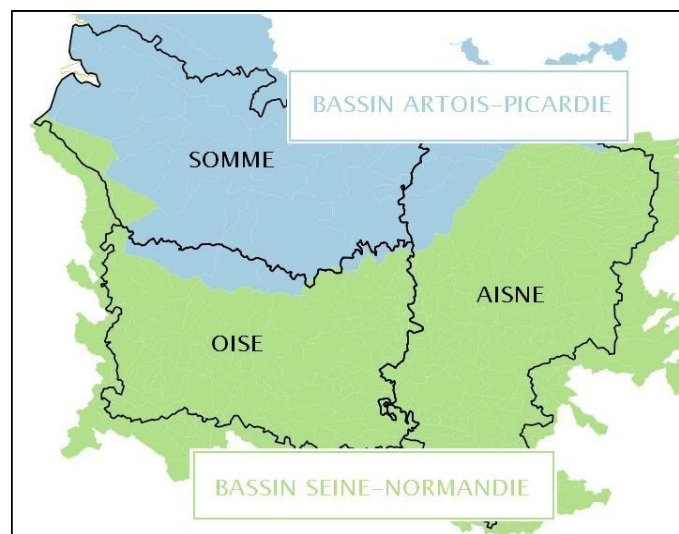 BASSIN ARTOIS–PICARDIE
SOMME
AISNE
OISE
BASSIN SEINE–NORMANDIE